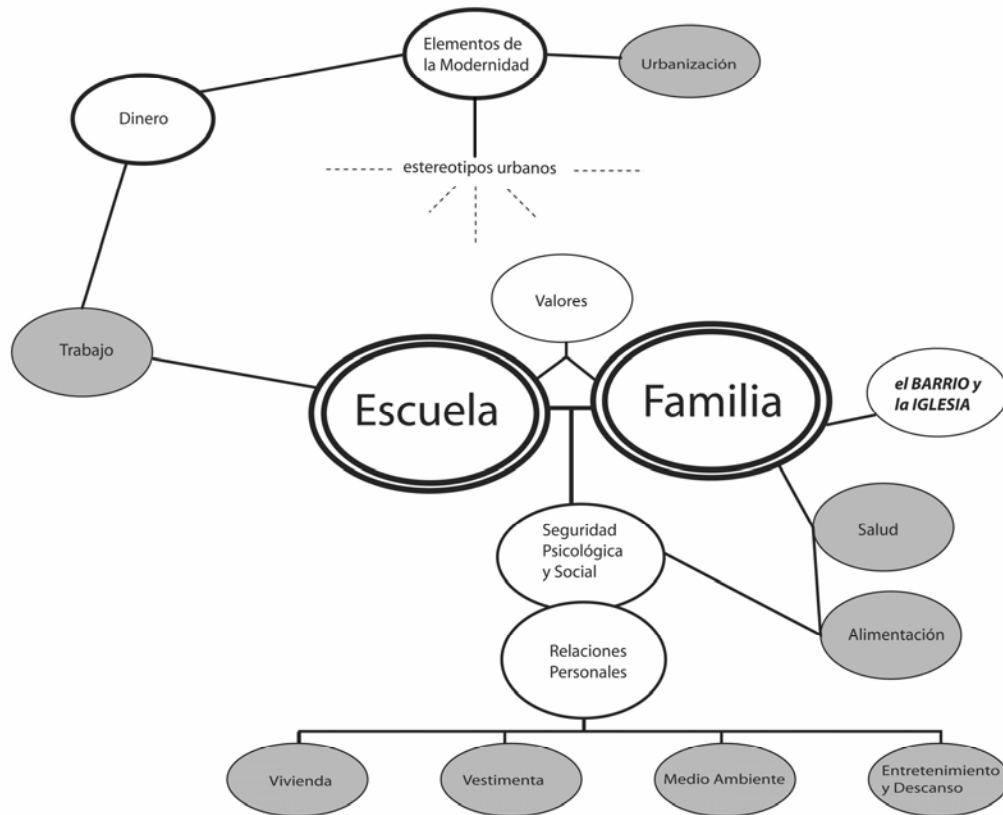 Elementos de
la Modernidad
Urbanización
Dinero
estereotipos urbanos
Valores
Trabajo
Escuela
Familia
el BARRIO y
la IGLESIA
Seguridad
Psicológica
y Social
Salud
Alimentación
Relaciones
Personales
Vivienda
Vestimenta
Medio Ambiente
Entretenimiento
y Descanso